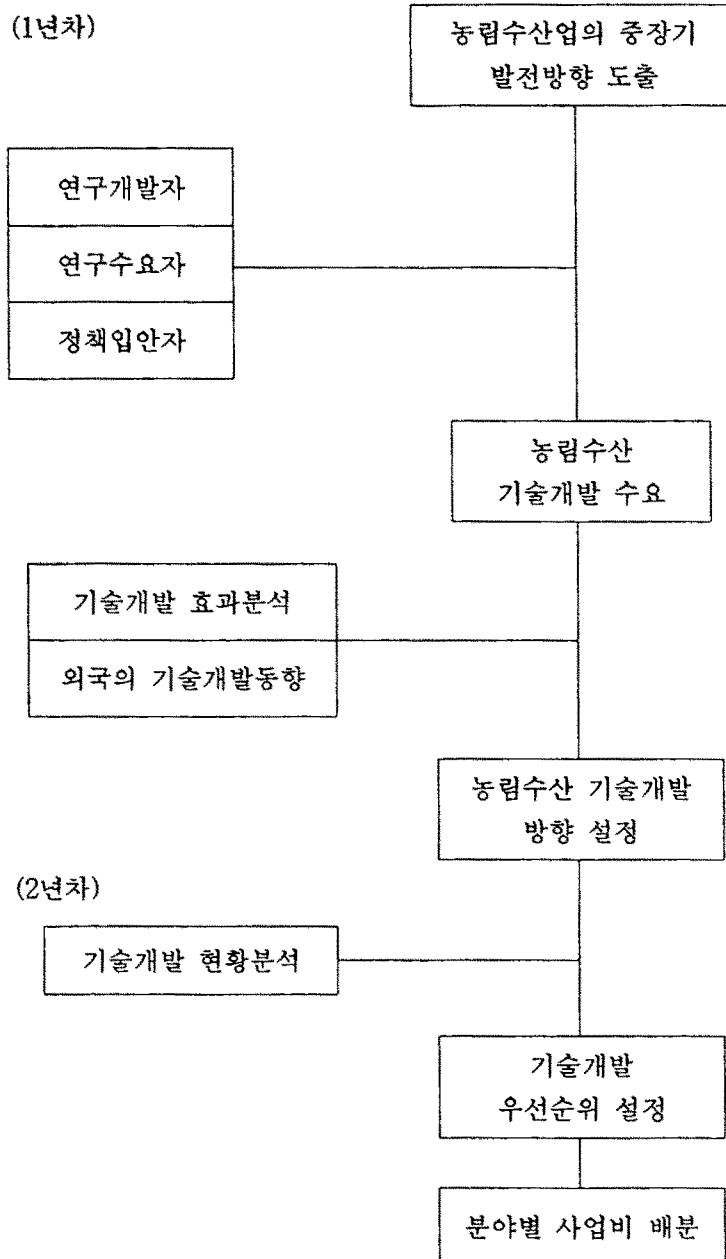 (1년차)
농림수산업의 중장기
발전방향 도출
연구개발자
연구수요자
정책입안자
농림수산
기술개발 수요
기술개발 효과분석
외국의 기술개발동향
농림수산 기술개발
방향 설정
(2년차)
기술개발 현황분석
기술개발
우선순위 설정
분야별 사업비 배분